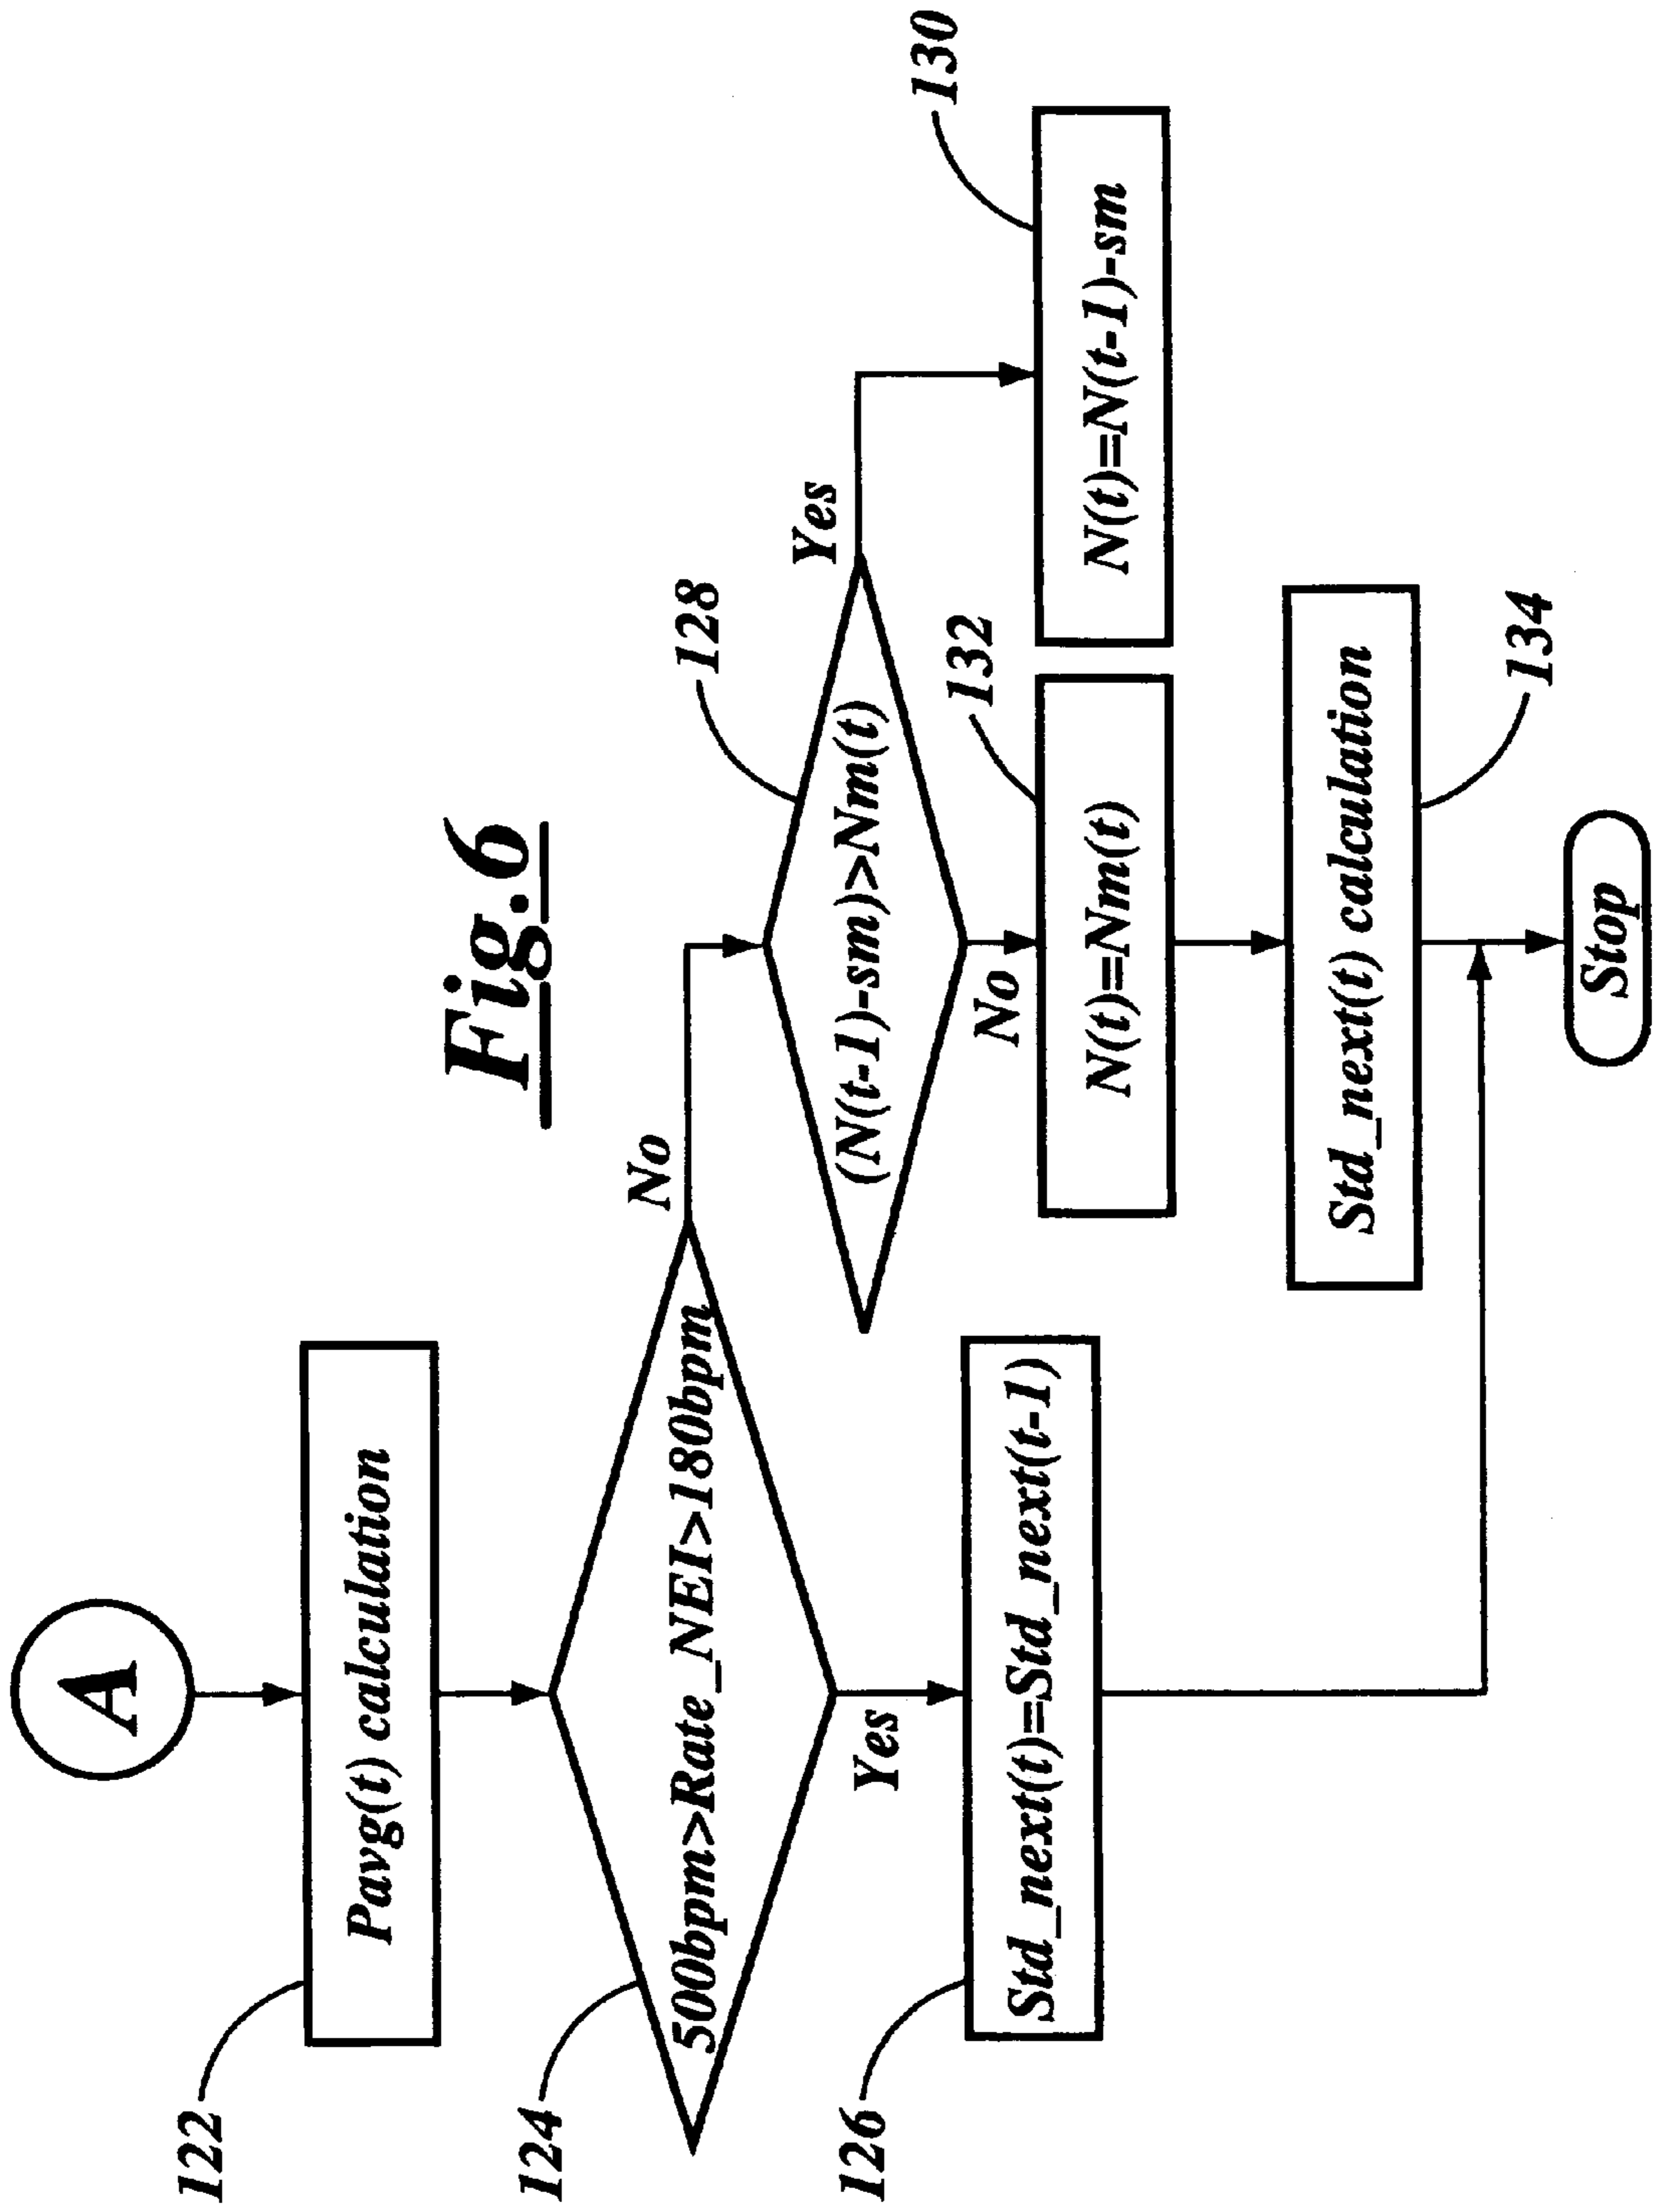 Fig.6
A
122
Pavg(t) calculation
124
500bpm>Rate_NEI>180bpm
No
Yes
126
Std_next(t)=Std_next(t-1)
128
(N(t-1)-sm)>Nm(t)
Yes
No
130
N(t)=N(t-1)-sm
132
N(t)=Nm(t)
134
Std_next(t) calculation
Stop